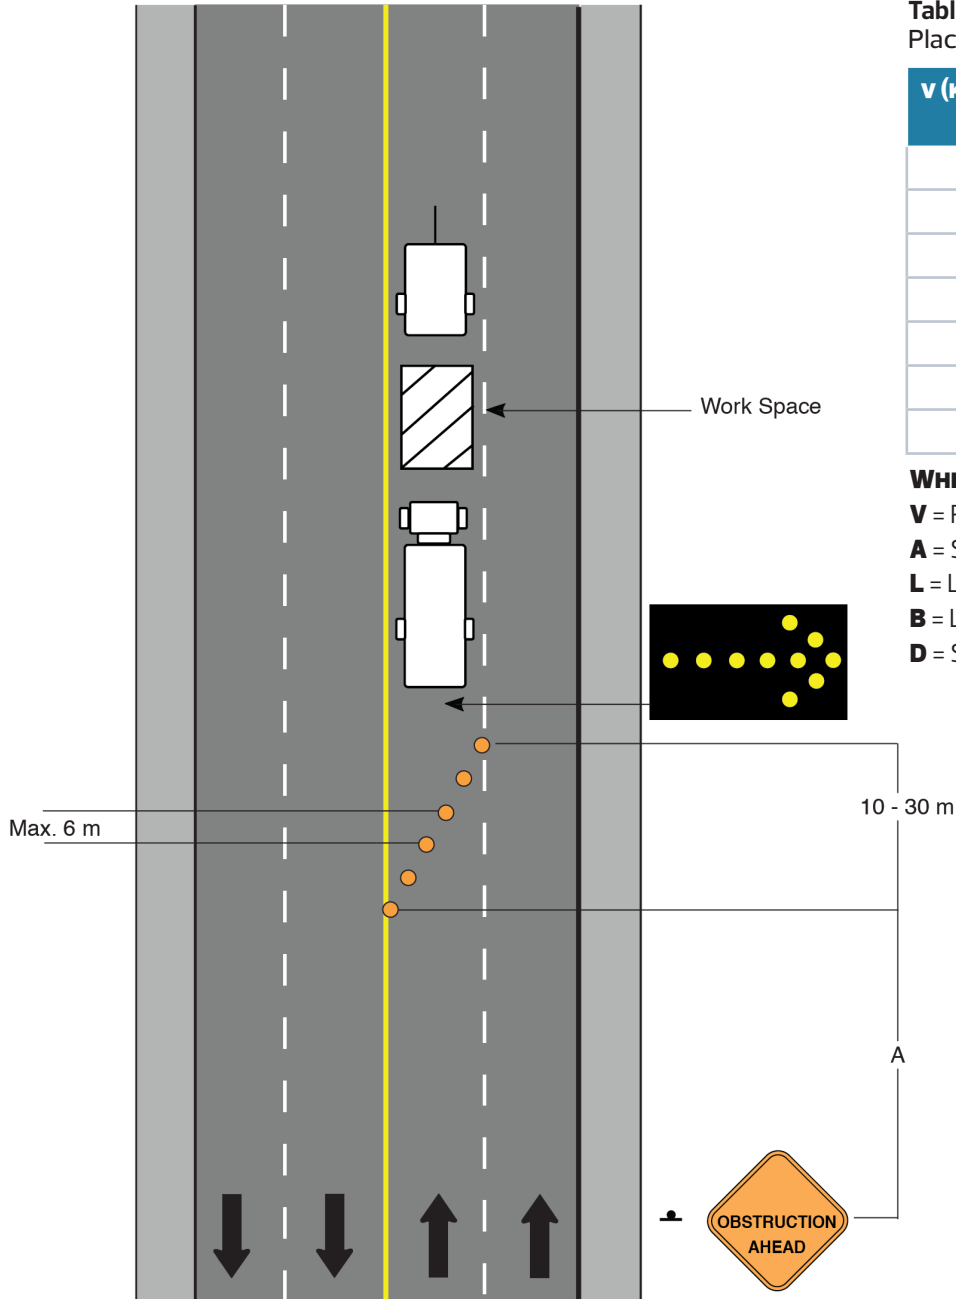 Plac
V
Work Space
V =
A =
L =
B =
D =
10 - 30 m
Max. 6 m
A
OBSTRUCTION
AHEAD